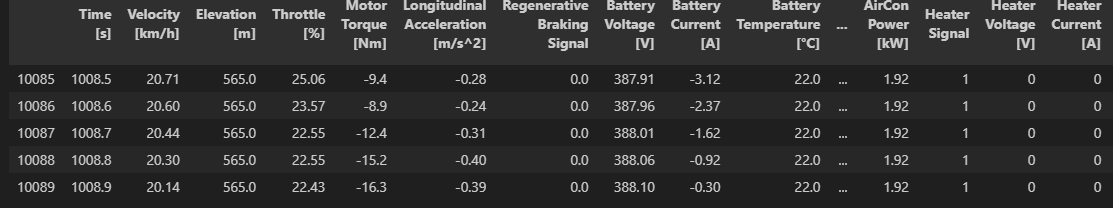 Motor Longitudinal Regenerative Battery Battery Battery AirCon Heater Heater
Time Velocity Elevation Throttle Torque Acceleration Braking Voltage Current Temperature ... Power Heater Voltage Current
[s] [km/h] [m] [%] [Nm] [m/s^2] Signal [V] [A] [°C] [kW] Signal [V] [A]
10085 1008.5 20.71 565.0 25.06 -9.4 -0.28 0.0 387.91 -3.12 22.0 ... 1.92 1 0 0
10086 1008.6 20.60 565.0 23.57 -8.9 -0.24 0.0 387.96 -2.37 22.0 ... 1.92 1 0 0
10087 1008.7 20.44 565.0 22.55 -12.4 -0.31 0.0 388.01 -1.62 22.0 ... 1.92 1 0 0
10088 1008.8 20.30 565.0 22.55 -15.2 -0.40 0.0 388.06 -0.92 22.0 ... 1.92 1 0 0
10089 1008.9 20.14 565.0 22.43 -16.3 -0.39 0.0 388.10 -0.30 22.0 ... 1.92 1 0 0